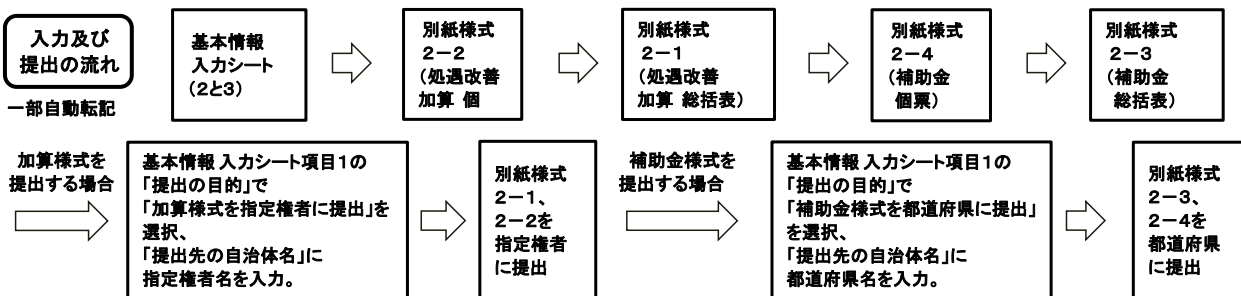 入力及び
提出の流れ
一部自動転記
基本情報
入力シート
(2と3)
別紙様式
2-2
(処遇改善
加算 個
別紙様式
2-1
(処遇改善
加算 総括表)
別紙様式
2-4
(補助金
個票)
別紙様式
2-3
(補助金
総括表)
加算様式を
提出する場合
基本情報 入力シート項目1の
「提出の目的」で
「加算様式を指定権者に提出」を
選択、
「提出先の自治体名」に
指定権者名を入力。
別紙様式
2-1、
2-2を
指定権者
に提出
補助金様式を
提出する場合
基本情報 入力シート項目1の
「提出の目的」で
「補助金様式を都道府県に提出」
を選択、
「提出先の自治体名」に
都道府県名を入力。
別紙様式
2-3、
2-4を
都道府県
に提出